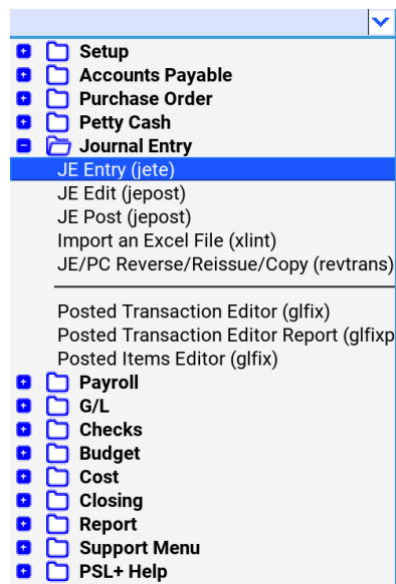 Setup
Accounts Payable
Purchase Order
Petty Cash
Journal Entry
JE Entry (jete)
JE Edit (jepost)
JE Post (jepost)
Import an Excel File (xlint)
JE/PC Reverse/Reissue/Copy (revtrans)
Posted Transaction Editor (glfix)
Posted Transaction Editor Report (glfixp
Posted Items Editor (glfix)
Payroll
G/L
Checks
Budget
Cost
Closing
Report
Support Menu
PSL+ Help